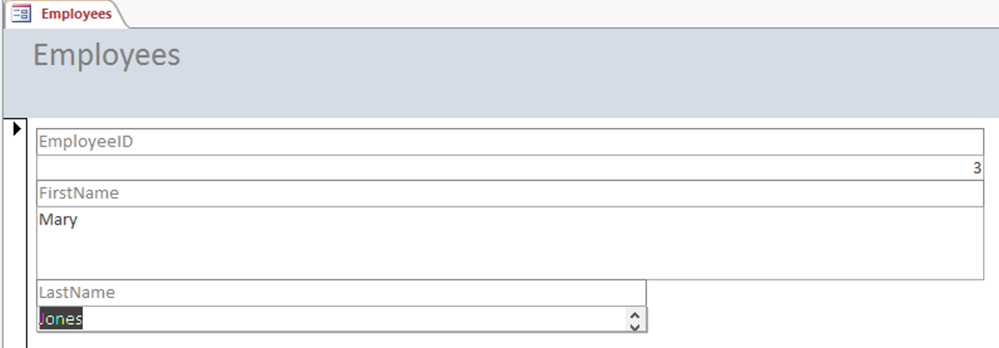 Employees
Employees
EmployeeID
3
FirstName
Mary
LastName
Jones